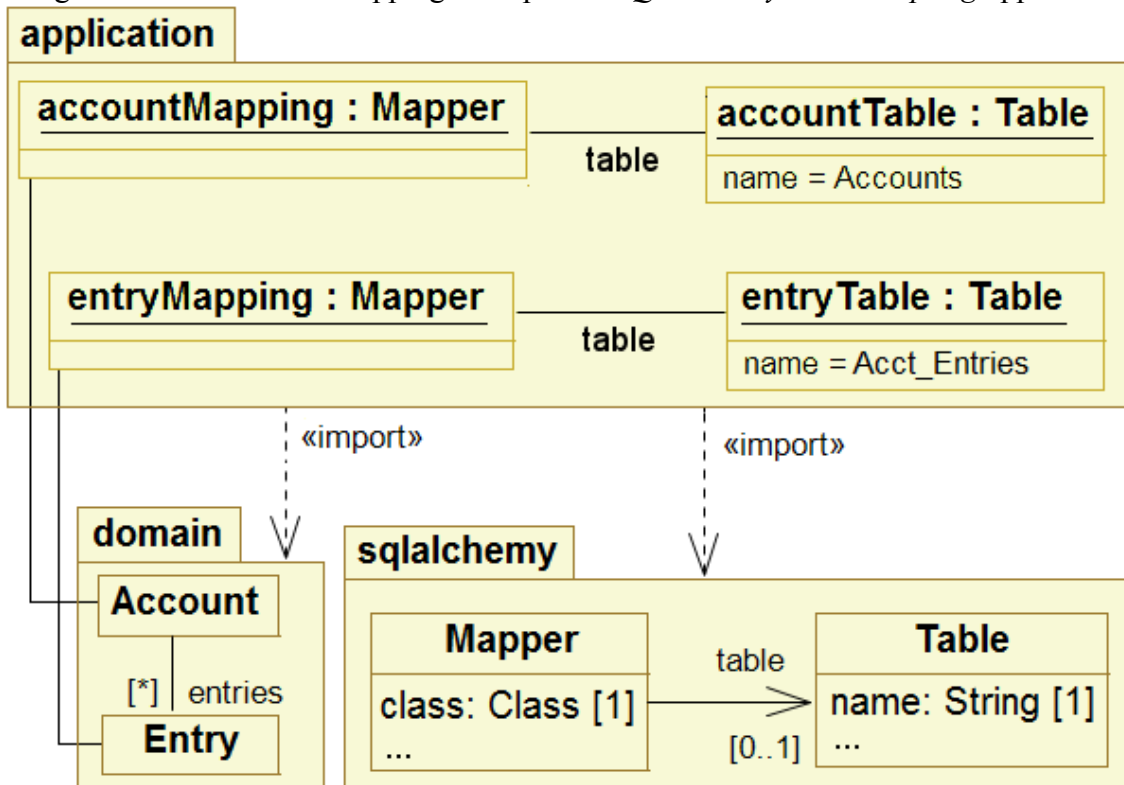 application
accountMapping : Mapper
table
accountTable : Table
name = Accounts
entryMapping : Mapper
table
entryTable : Table
name = Acct_Entries
«import»
«import»
domain
Account
[*] entries
Entry
sqlalchemy
Mapper
class: Class [1]
...
table
[0..1]
Table
name: String [1]
...